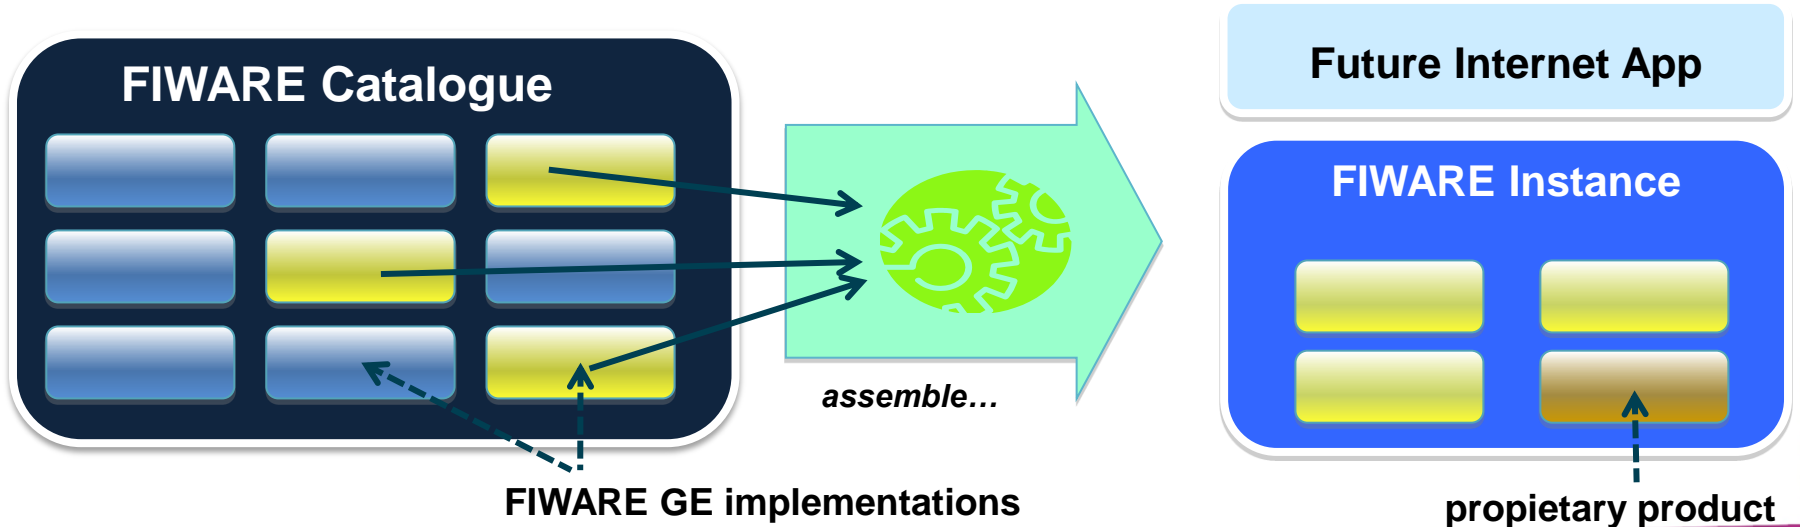 FIWARE Catalogue
Future Internet App
FIWARE Instance
assemble…
FIWARE GE implementations
propietary product